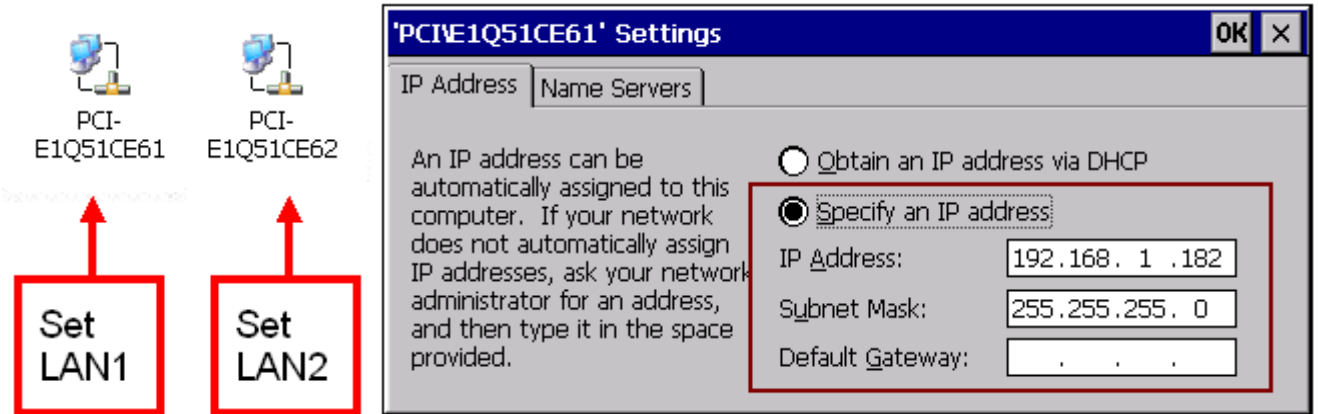 PCI-
E1Q51CE61
PCI-
E1Q51CE62
Set
LAN1
Set
LAN2
'PCI\E1Q51CE61' Settings
OK ×
IP Address
Name Servers
An IP address can be
automatically assigned to this
computer. If your network
does not automatically assign
IP addresses, ask your network
administrator for an address,
and then type it in the space
provided.
Obtain an IP address via DHCP
Specify an IP address
IP Address: 192.168. 1 .182
Subnet Mask: 255.255.255. 0
Default Gateway: . . .